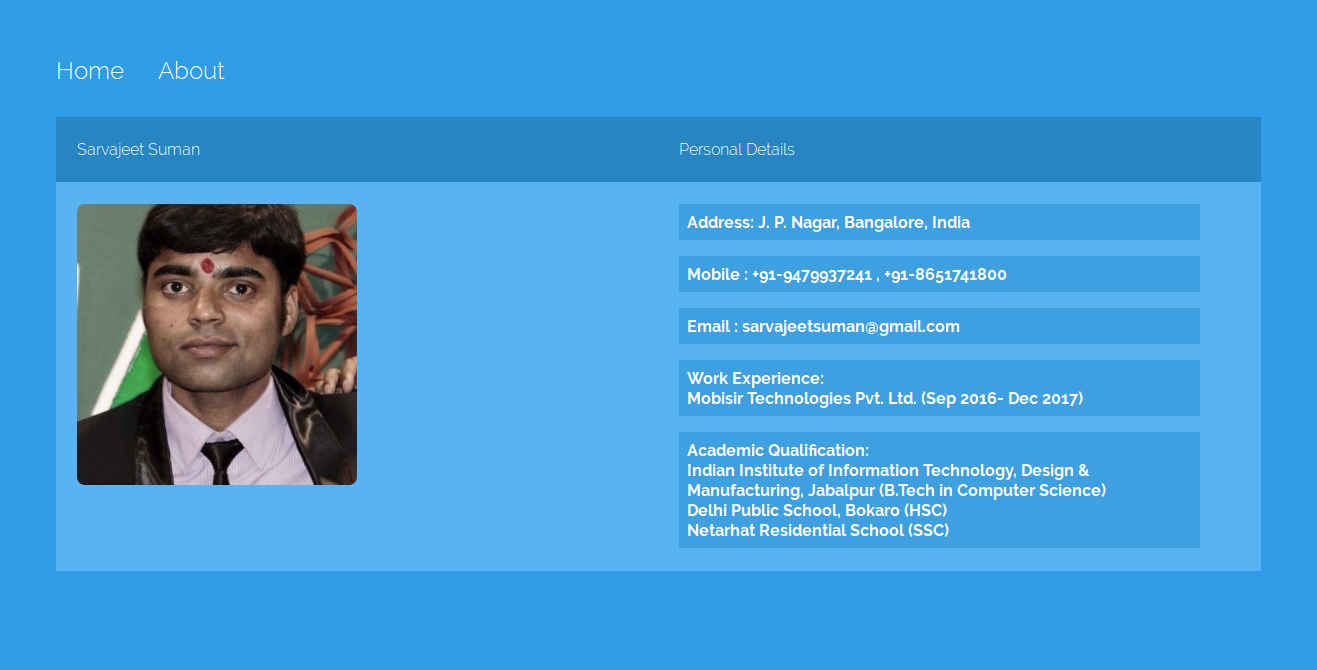 Home About
Sarvajeet Suman
Personal Details
Address: J. P. Nagar, Bangalore, India
Mobile : +91-9479937241 , +91-8651741800
Email : sarvajeetsuman@gmail.com
Work Experience:
Mobisir Technologies Pvt. Ltd. (Sep 2016- Dec 2017)
Academic Qualification:
Indian Institute of Information Technology, Design &
Manufacturing, Jabalpur (B.Tech in Computer Science)
Delhi Public School, Bokaro (HSC)
Netarhat Residential School (SSC)